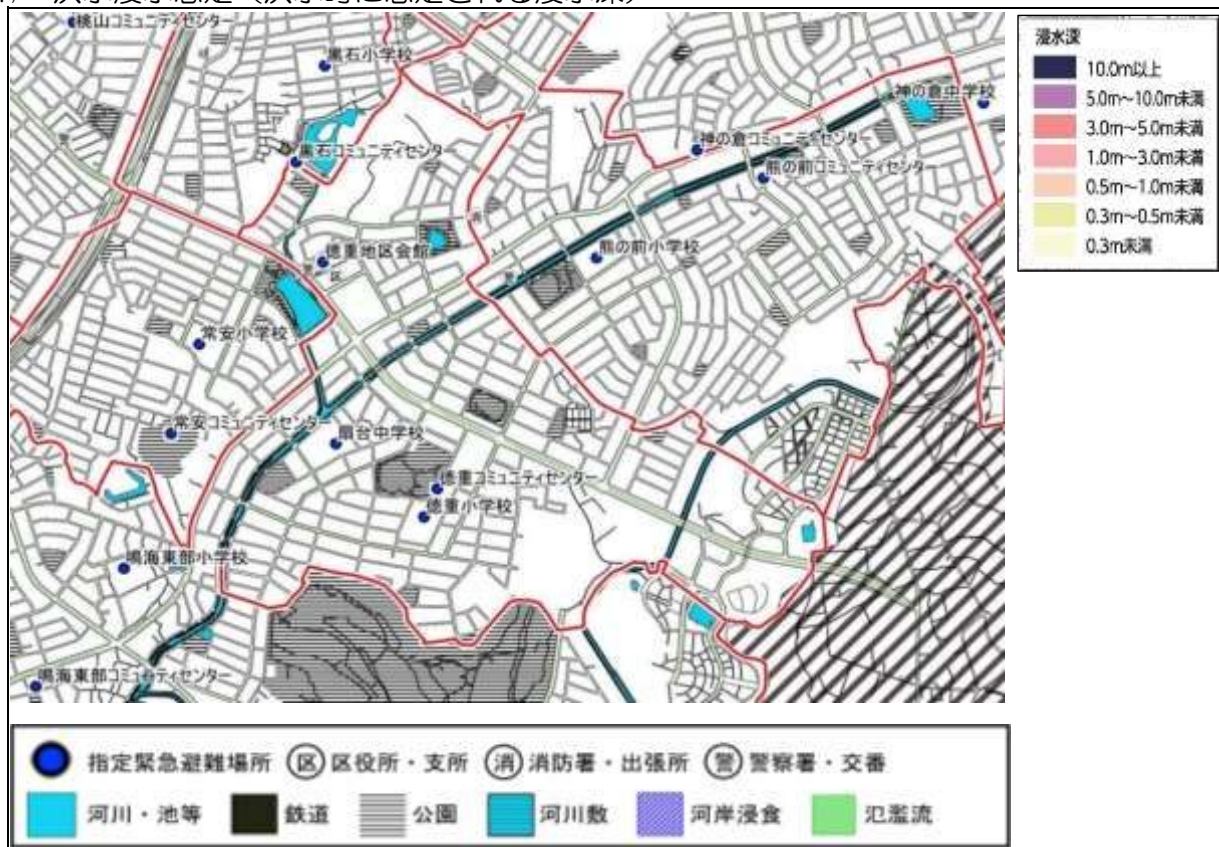 桃山コミュニティセンター
黒石小学校
神の倉中学校
黒石コミュニティセンター
神の倉コミュニティセンター
熊の前コミュニティセンター
消
徳重地区会館
区
熊の前小学校
常安小学校
常安コミュニティセンター
扇台中学校
徳重コミュニティセンター
徳重小学校
鳴海東部小学校
鳴海東部コミュニティセンター
浸水深
10.0m以上
5.0m~10.0m未満
3.0m~5.0m未満
1.0m~3.0m未満
0.5m~1.0m未満
0.3m~0.5m未満
0.3m未満
指定緊急避難場所 区 区役所・支所 消 消防署・出張所 警 警察署・交番
河川・池等 鉄道 公園 河川敷 河岸浸食 氾濫流